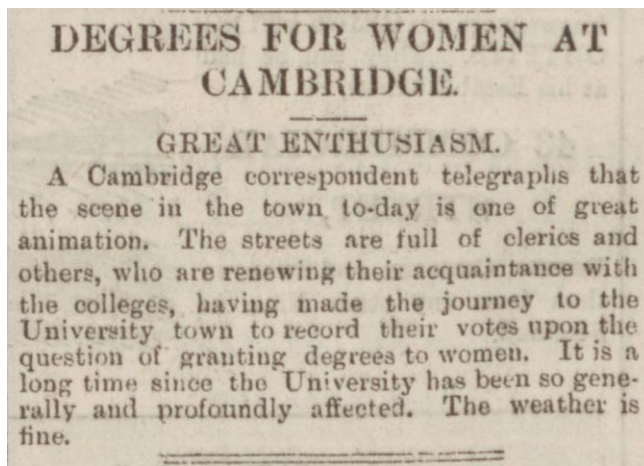 DEGREES FOR WOMEN AT
CAMBRIDGE.
GREAT ENTHUSIASM.
A Cambridge correspondent telegraphs that
the scene in the town to-day is one of great
animation. The streets are full of clerics and
others, who are renewing their acquaintance with
the colleges, having made the journey to the
University town to record their votes upon the
question of granting degrees to women. It is a
long time since the University has been so gene-
rally and profoundly affected. The weather is
fine.